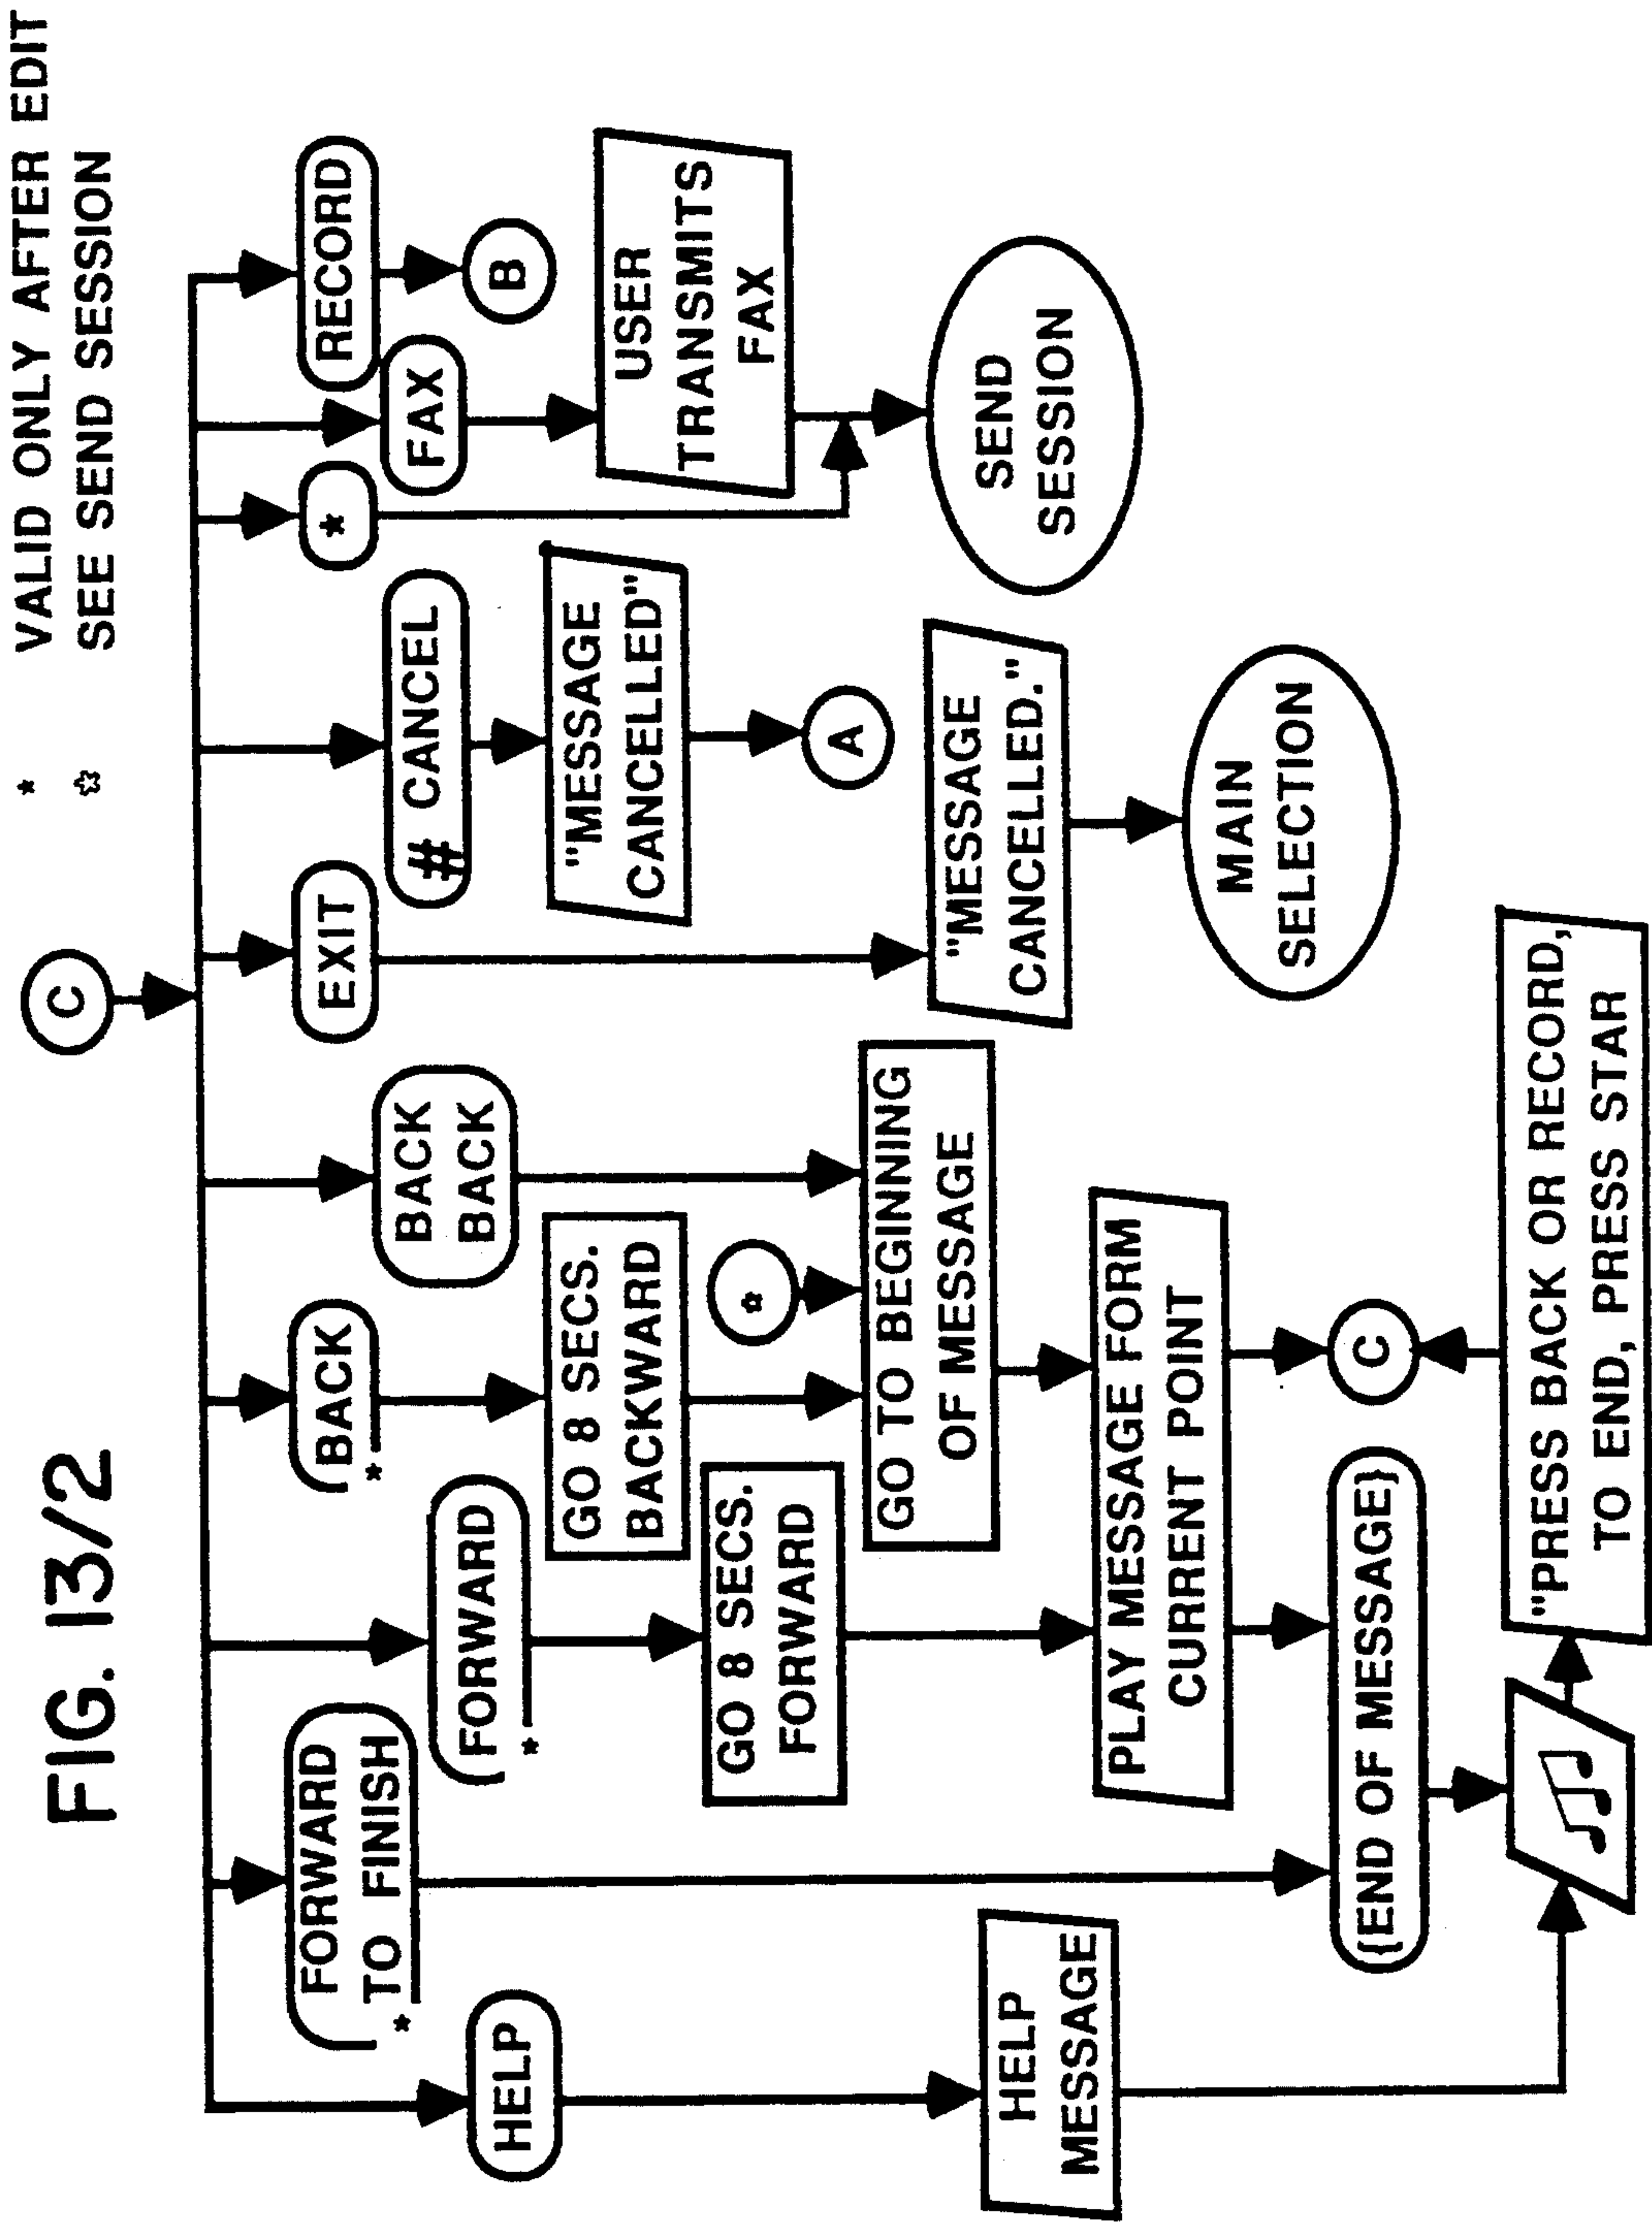 FIG. 13/2
C
* VALID ONLY AFTER EDIT
☆ SEE SEND SESSION
HELP
FORWARD
TO FINISH
*
FORWARD
*
BACK
*
BACK
BACK
EXIT
# CANCEL
*
FAX
RECORD
B
GO 8 SECS.
BACKWARD
"MESSAGE
CANCELLED"
USER
TRANSMITS
FAX
GO 8 SECS.
FORWARD
☆
A
GO TO BEGINNING
OF MESSAGE
"MESSAGE
CANCELLED."
SEND
SESSION
HELP
MESSAGE
PLAY MESSAGE FORM
CURRENT POINT
MAIN
SELECTION
{END OF MESSAGE}
C
"PRESS BACK OR RECORD,
TO END, PRESS STAR